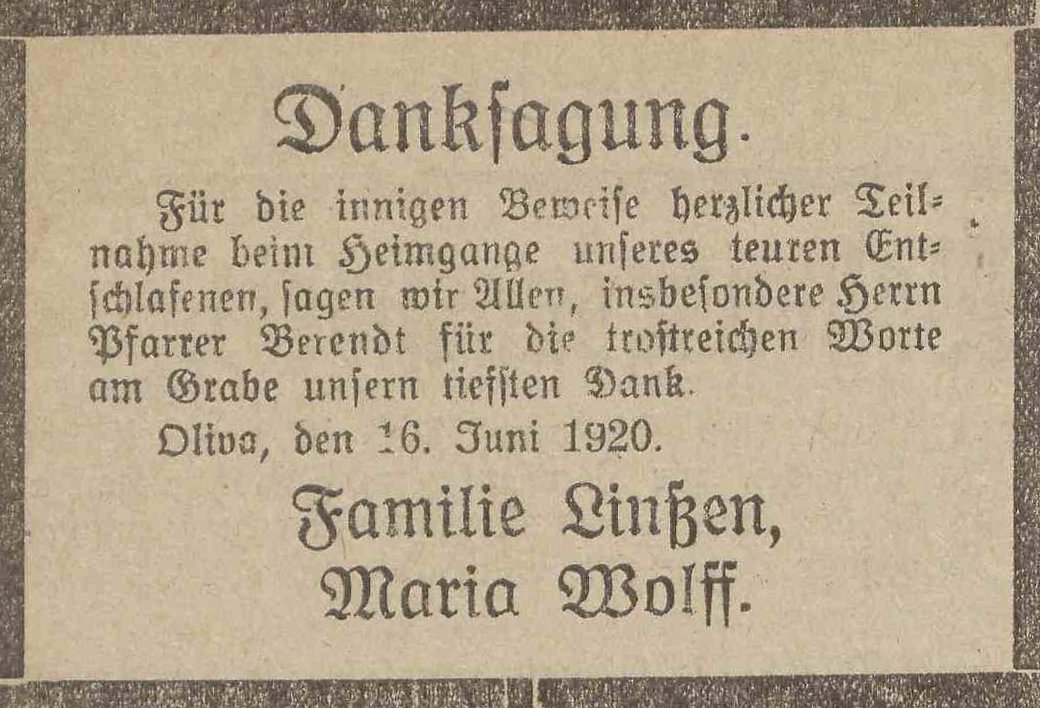 Danksagung.
Für die innigen Beweise herzlicher Teil-
nahme beim Heimgange unseres teuren Ent-
schlafenen, sagen wir Allen, insbesondere Herrn
Pfarrer Berendt für die trostreichen Worte
am Grabe unsern tiefsten Dank.
Oliva, den 16. Juni 1920.
Familie Linßen,
Maria Wolff.